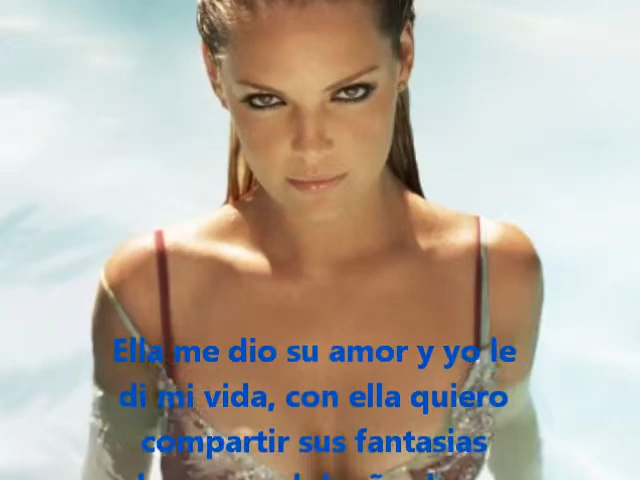 Ella me dio su amor y yo le
di mi vida, con ella quiero
compartir sus fantasias